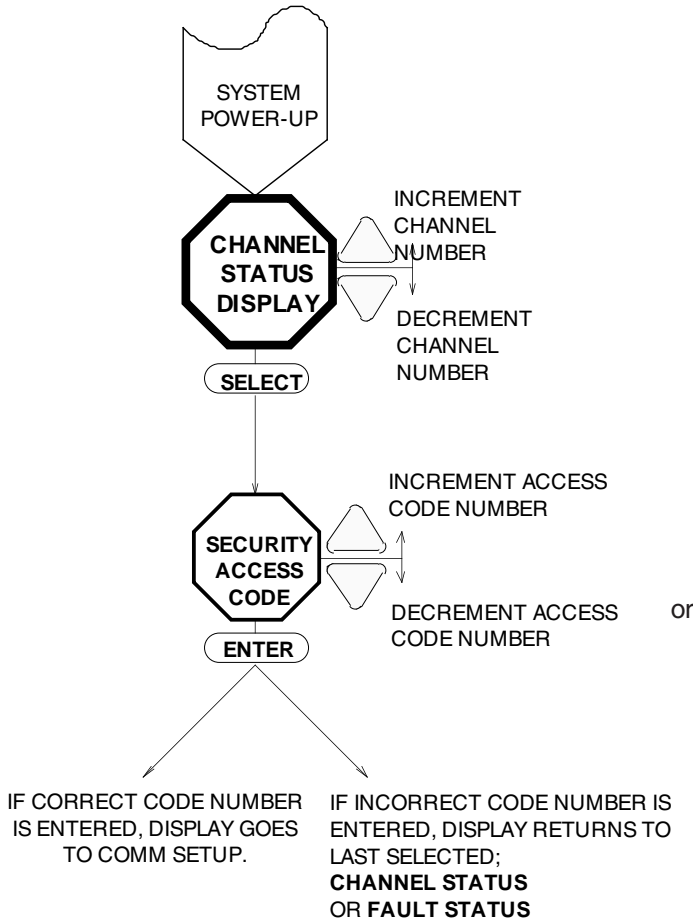 SYSTEM
POWER-UP
CHANNEL
STATUS
DISPLAY
INCREMENT
CHANNEL
NUMBER
DECREMENT
CHANNEL
NUMBER
SELECT
INCREMENT ACCESS
CODE NUMBER
SECURITY
ACCESS
CODE
DECREMENT ACCESS
CODE NUMBER
or
ENTER
IF CORRECT CODE NUMBER
IS ENTERED, DISPLAY GOES
TO COMM SETUP.
IF INCORRECT CODE NUMBER IS
ENTERED, DISPLAY RETURNS TO
LAST SELECTED;
CHANNEL STATUS
OR FAULT STATUS